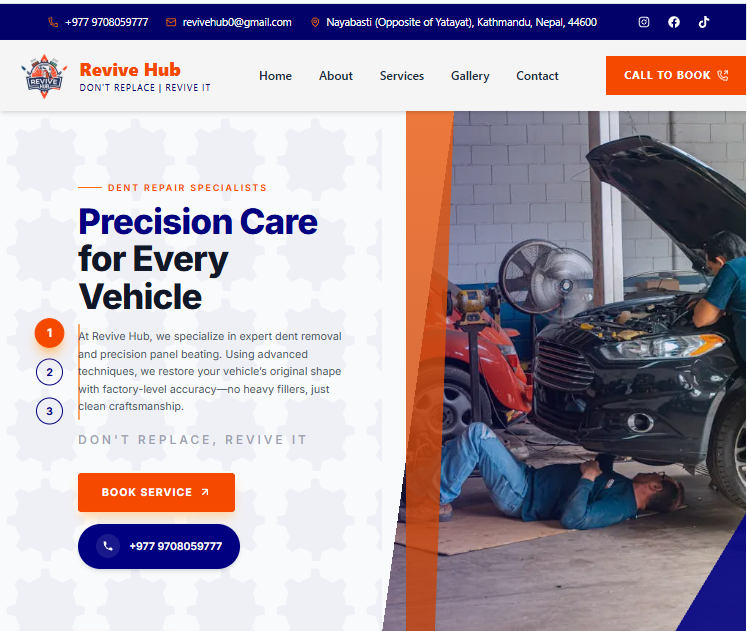 +977 9708059777 revivehub0@gmail.com Nayabasti (Opposite of Yatayat), Kathmandu, Nepal, 44600
REVIVE
HUB
Revive Hub
DON'T REPLACE | REVIVE IT
Home About Services Gallery Contact
CALL TO BOOK
DENT REPAIR SPECIALISTS
Precision Care
for Every
Vehicle
1
2
3
At Revive Hub, we specialize in expert dent removal
and precision panel beating. Using advanced
techniques, we restore your vehicle's original shape
with factory-level accuracy—no heavy fillers, just
clean craftsmanship.
DON'T REPLACE, REVIVE IT
BOOK SERVICE
+977 9708059777